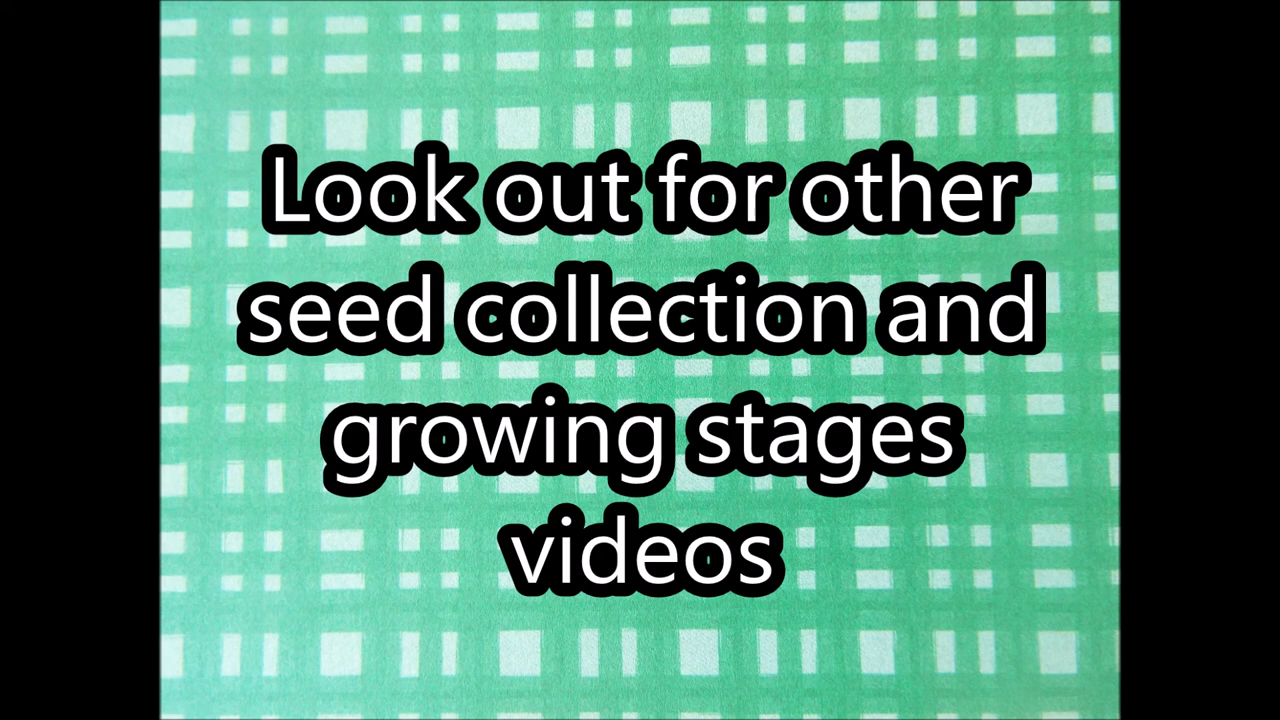 Look out for other
seed collection and
growing stages
videos